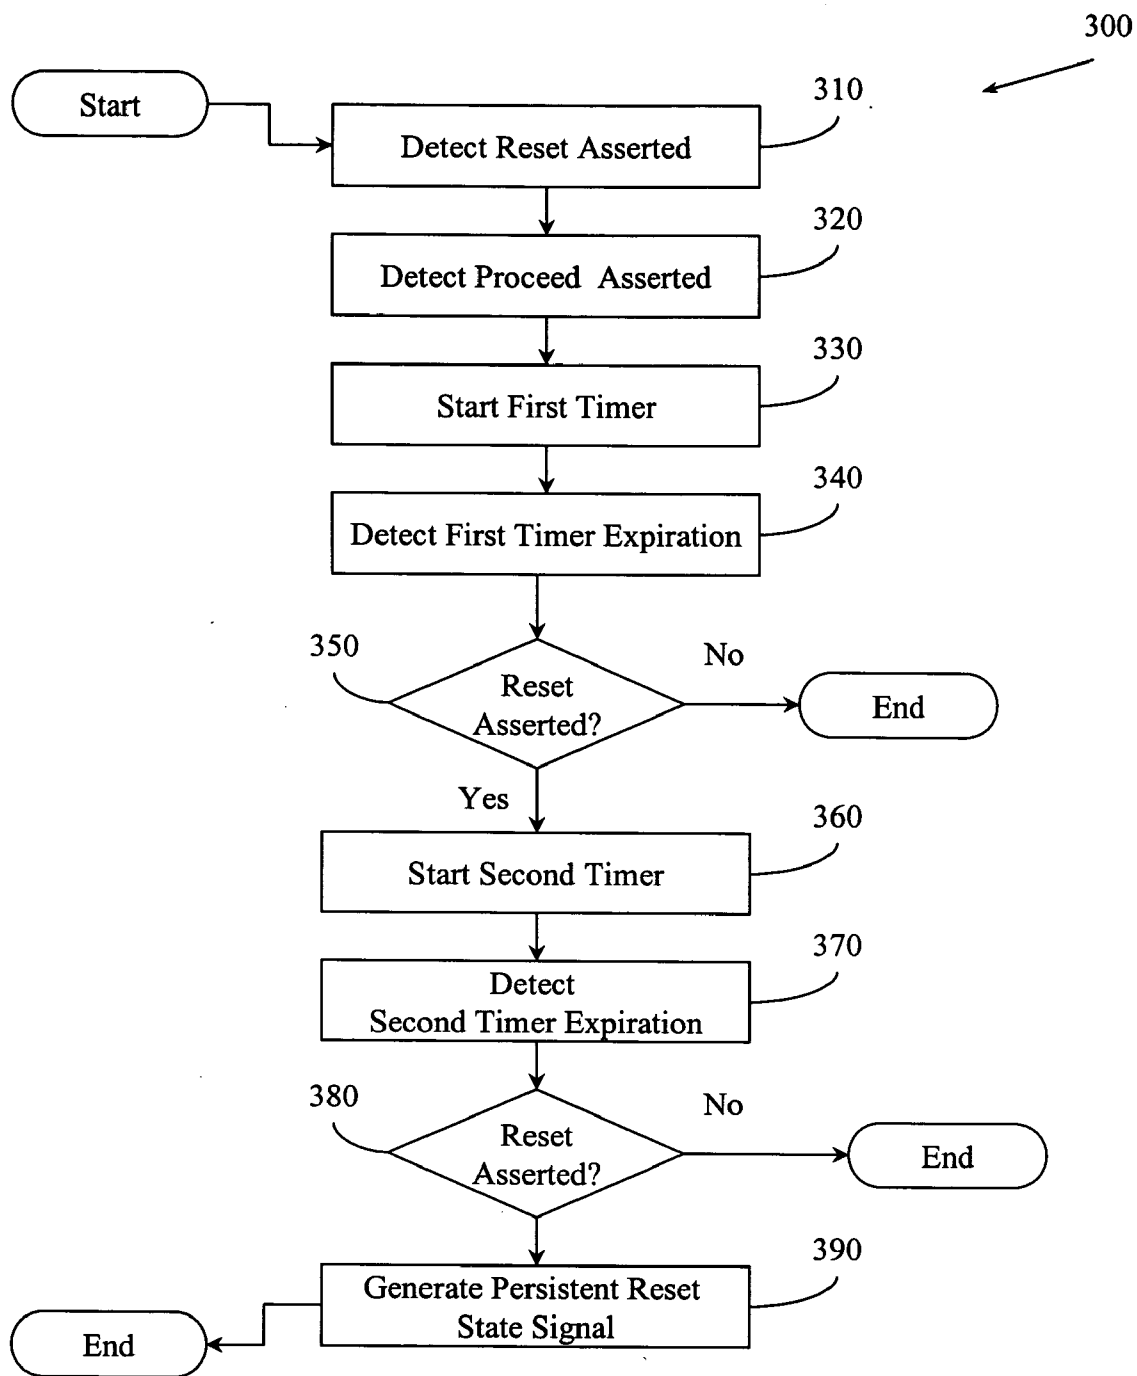 300
Start
310
Detect Reset Asserted
320
Detect Proceed Asserted
330
Start First Timer
340
Detect First Timer Expiration
350
Reset
Asserted?
No
End
Yes
360
Start Second Timer
370
Detect
Second Timer Expiration
380
Reset
Asserted?
No
End
390
Generate Persistent Reset
State Signal
End